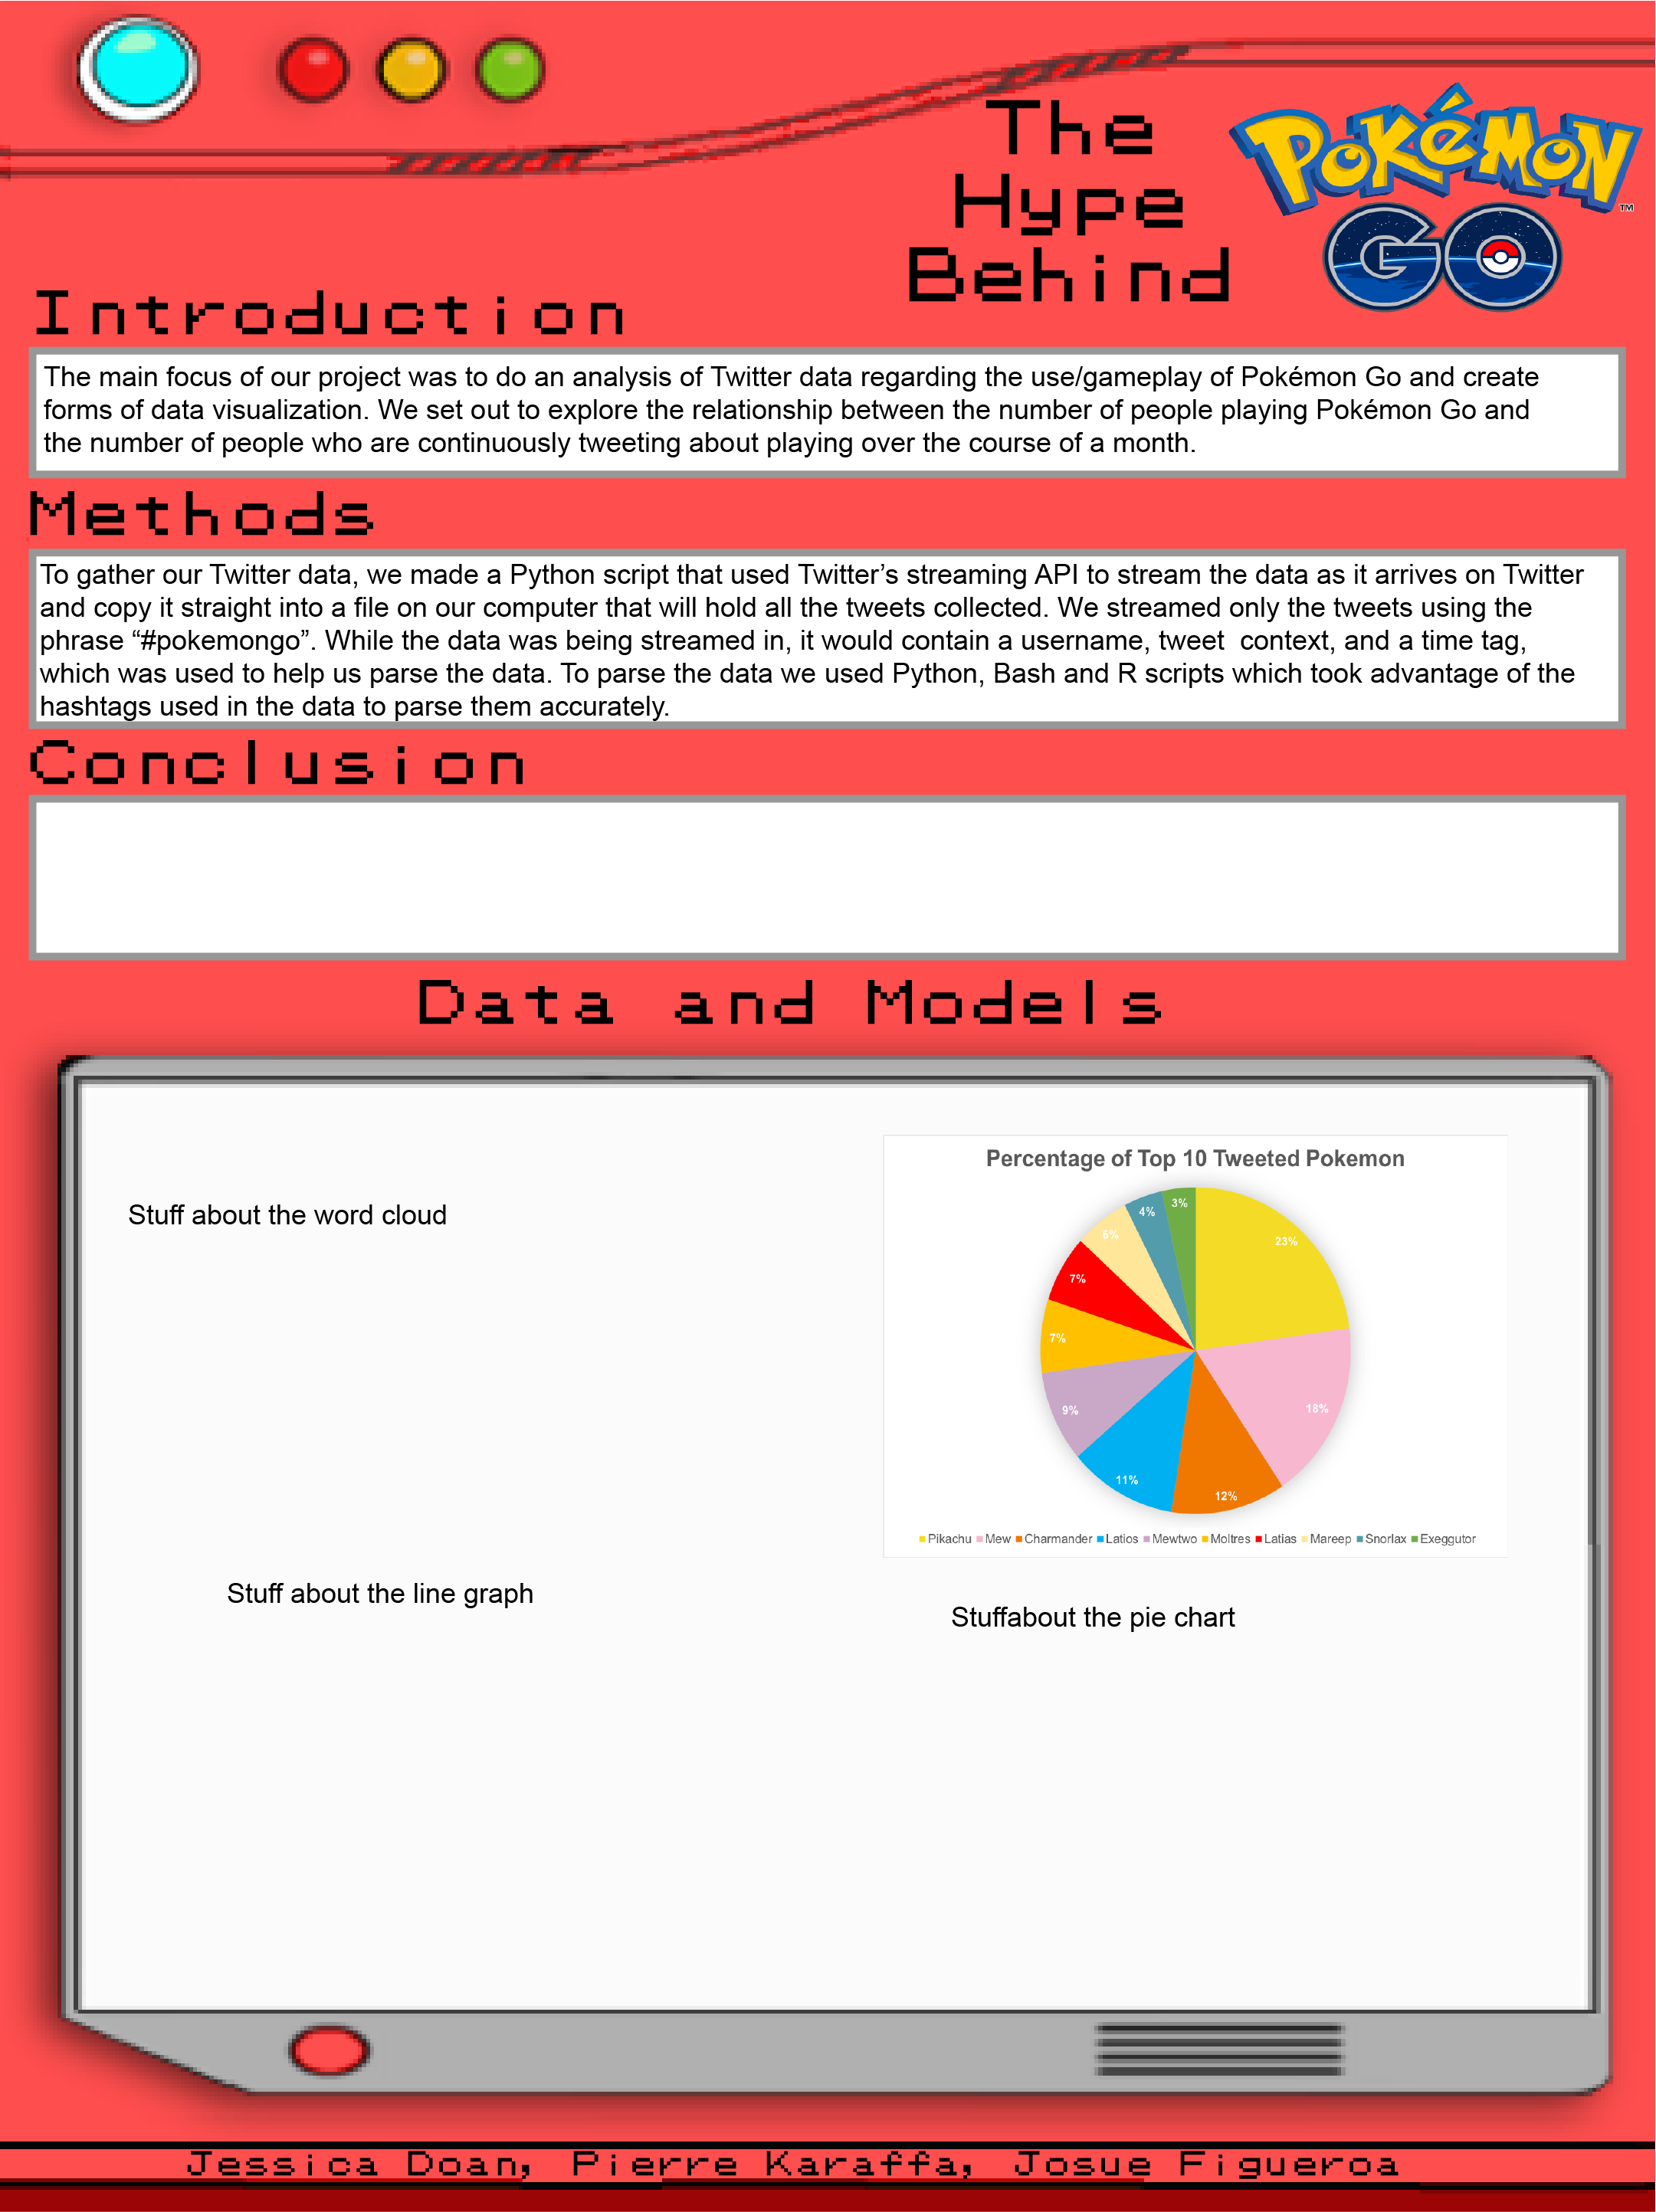 The
Hype
Behind
POKéMON
GO
TM
Introduction
The main focus of our project was to do an analysis of Twitter data regarding the use/gameplay of Pokémon Go and create
forms of data visualization. We set out to explore the relationship between the number of people playing Pokémon Go and
the number of people who are continuously tweeting about playing over the course of a month.
Methods
To gather our Twitter data, we made a Python script that used Twitter’s streaming API to stream the data as it arrives on Twitter
and copy it straight into a file on our computer that will hold all the tweets collected. We streamed only the tweets using the
phrase “#pokemongo”. While the data was being streamed in, it would contain a username, tweet  context, and a time tag,
which was used to help us parse the data. To parse the data we used Python, Bash and R scripts which took advantage of the
hashtags used in the data to parse them accurately.
Conclusion
Data and Models
Stuff about the word cloud
Percentage of Top 10 Tweeted Pokemon
23%
18%
12%
11%
9%
7%
7%
6%
4%
3%
Pikachu Mew Charmander Latios Mewtwo Moltres Latias Mareep Snorlax Exeggutor
Stuff about the line graph
Stuffabout the pie chart
Jessica Doan, Pierre Karaffa, Josue Figueroa